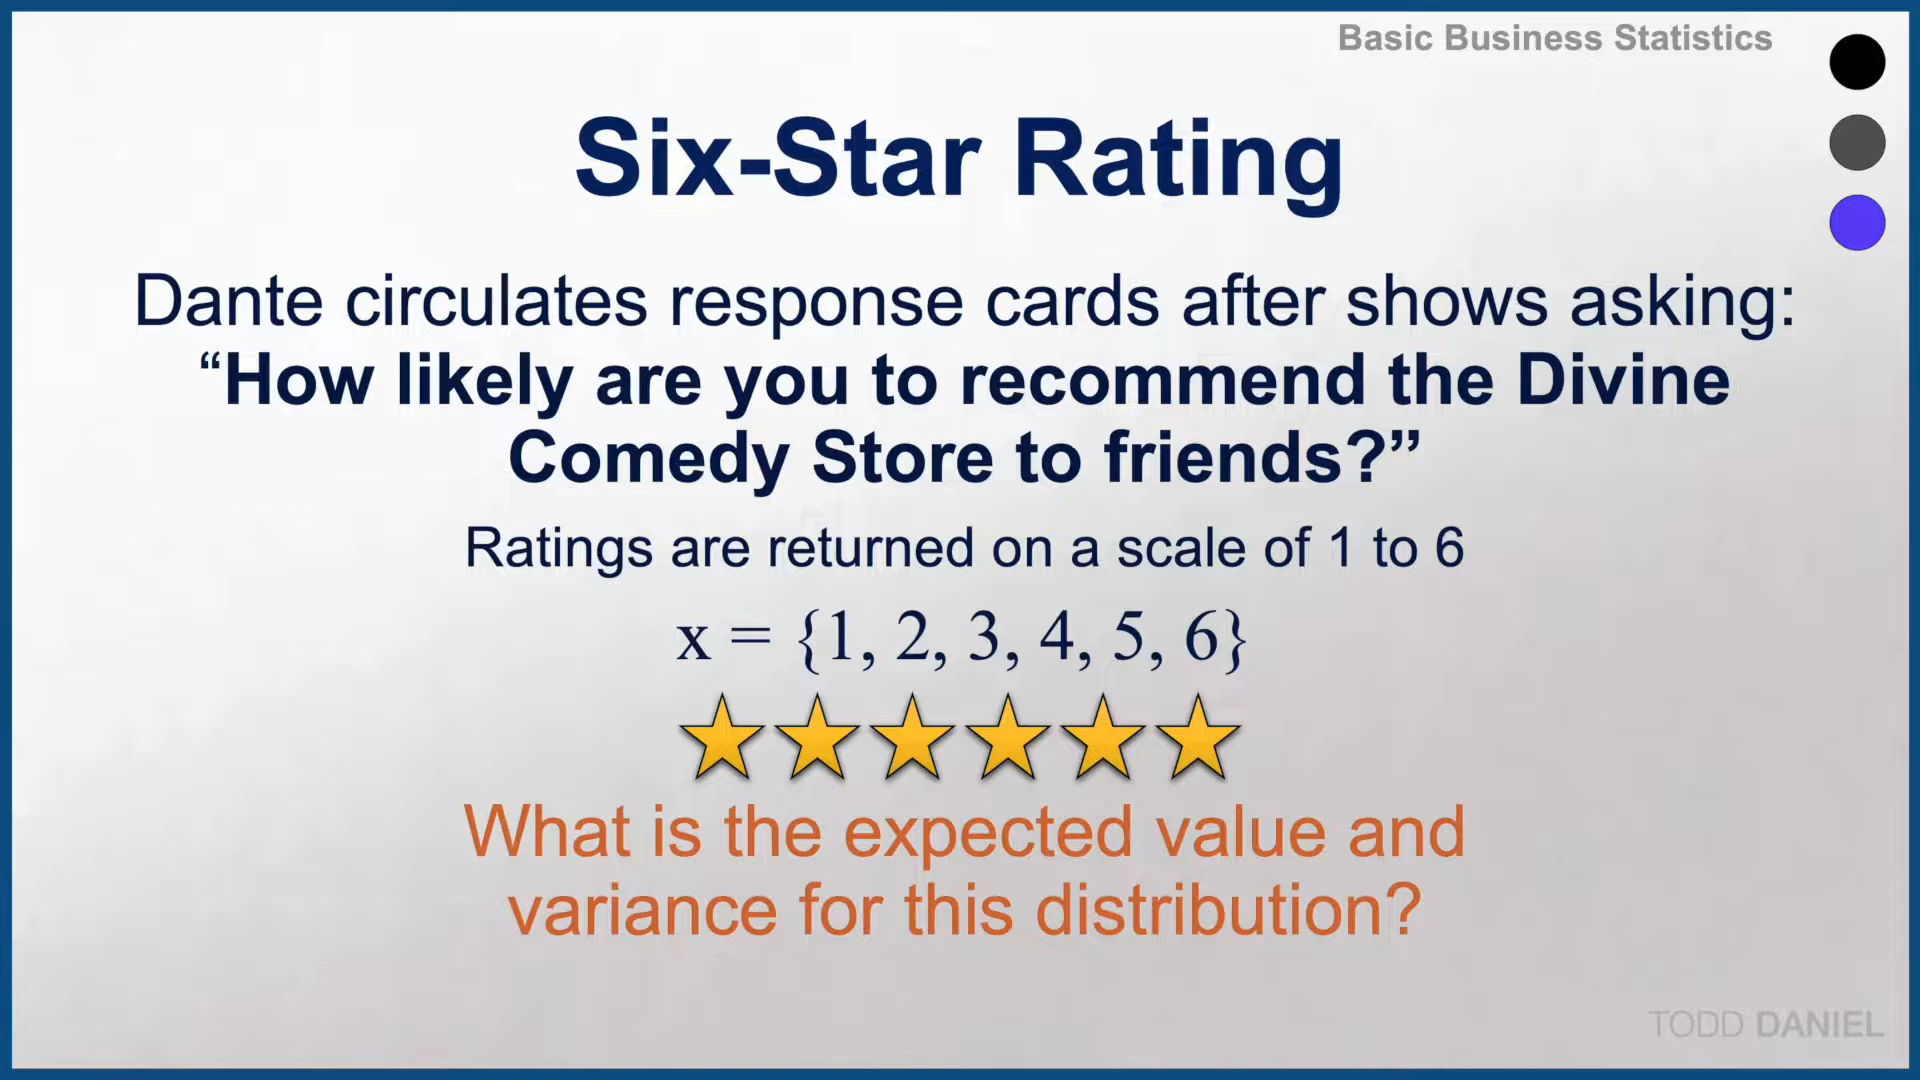 Basic Business Statistics
Six-Star Rating
Dante circulates response cards after shows asking:
“How likely are you to recommend the Divine
Comedy Store to friends?”
Ratings are returned on a scale of 1 to 6
x = {1, 2, 3, 4, 5, 6}
What is the expected value and
variance for this distribution?
TODD DANIEL